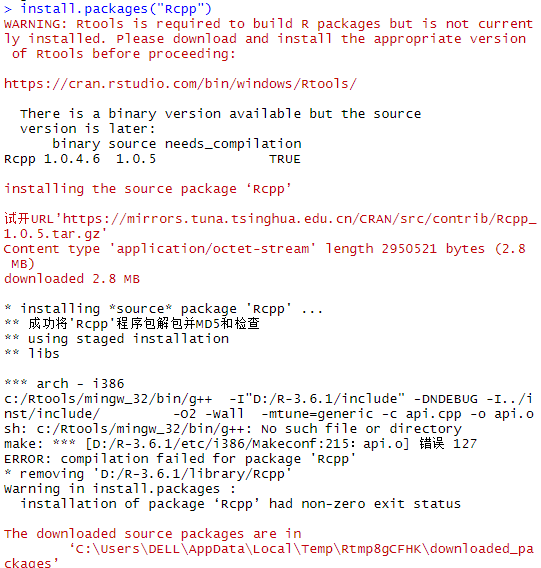 > install.packages("Rcpp")
WARNING: Rtools is required to build R packages but is not current
ly installed. Please download and install the appropriate version
 of Rtools before proceeding:
https://cran.rstudio.com/bin/windows/Rtools/
  There is a binary version available but the source
  version is later:
      binary source needs_compilation
Rcpp 1.0.4.6  1.0.5              TRUE
installing the source package ‘Rcpp’
试开URL’https://mirrors.tuna.tsinghua.edu.cn/CRAN/src/contrib/Rcpp_
1.0.5.tar.gz'
Content type 'application/octet-stream' length 2950521 bytes (2.8
 MB)
downloaded 2.8 MB
* installing *source* package 'Rcpp' ...
** 成功将'Rcpp'程序包解包并MD5和检查
** using staged installation
** libs
*** arch - i386
c:/Rtools/mingw_32/bin/g++  -I"D:/R-3.6.1/include" -DNDEBUG -I../i
nst/include/         -O2 -Wall  -mtune=generic -c api.cpp -o api.o
sh: c:/Rtools/mingw_32/bin/g++: No such file or directory
make: *** [D:/R-3.6.1/etc/i386/Makeconf:215：api.o] 错误 127
ERROR: compilation failed for package 'Rcpp'
* removing 'D:/R-3.6.1/library/Rcpp'
Warning in install.packages :
  installation of package ‘Rcpp’ had non-zero exit status
The downloaded source packages are in
        ‘C:\Users\DELL\AppData\Local\Temp\Rtmp8gCFHK\downloaded_pa
ckages’